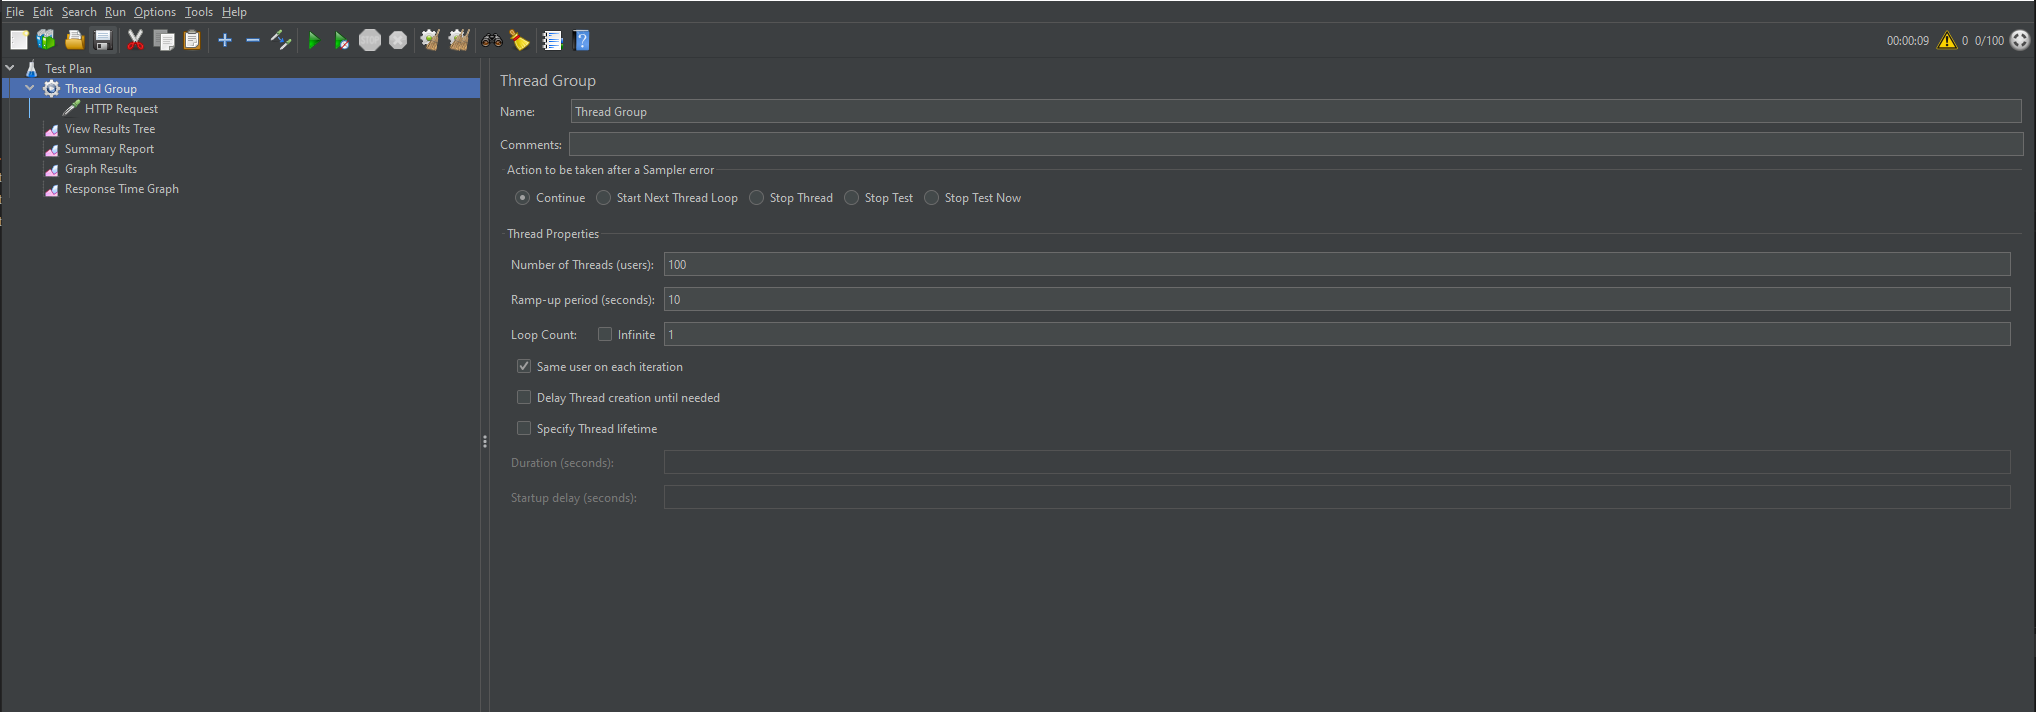 File Edit Search Run Options Tools Help
STOP
00:00:09 0 0/100
Test Plan
Thread Group
HTTP Request
View Results Tree
Summary Report
Graph Results
Response Time Graph
Thread Group
Name: Thread Group
Comments:
Action to be taken after a Sampler error
Continue Start Next Thread Loop Stop Thread Stop Test Stop Test Now
Thread Properties
Number of Threads (users): 100
Ramp-up period (seconds): 10
Loop Count: Infinite 1
Same user on each iteration
Delay Thread creation until needed
Specify Thread lifetime
Duration (seconds):
Startup delay (seconds):